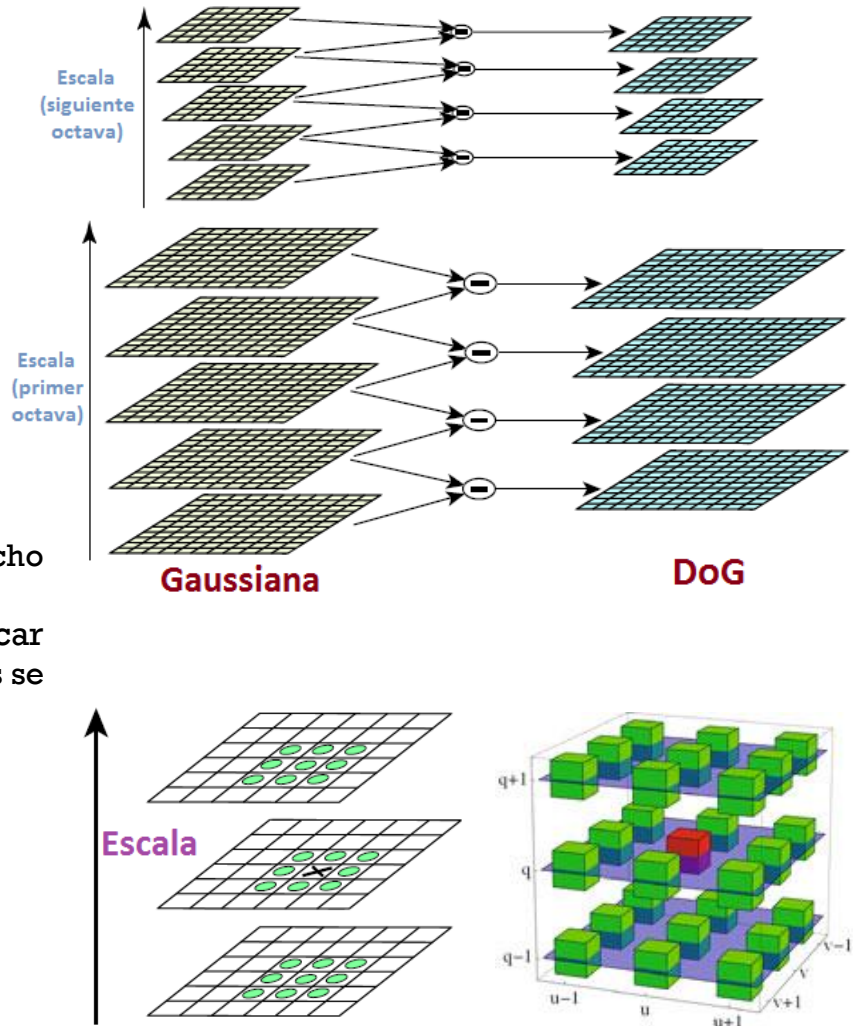 Escala
(siguiente
octava)
Escala
(primer
octava)
cho
Gaussiana
DoG
car
s se
Escala
q+1
q
q-1
u-1
u
u+1
v+1
v
v-1